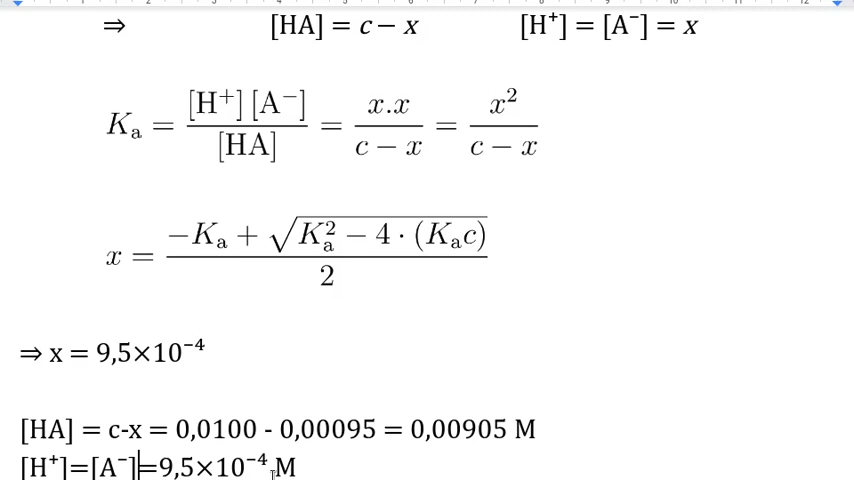 ⇒ [HA] = c − x [H⁺] = [A⁻] = x
Kₐ = [H⁺] [A⁻] / [HA] = x.x / c − x = x² / c − x
x = −Kₐ + √(Kₐ² − 4 · (Kₐc)) / 2
⇒ x = 9,5×10⁻⁴
[HA] = c-x = 0,0100 - 0,00095 = 0,00905 M
[H⁺]=[A⁻]=9,5×10⁻⁴ M